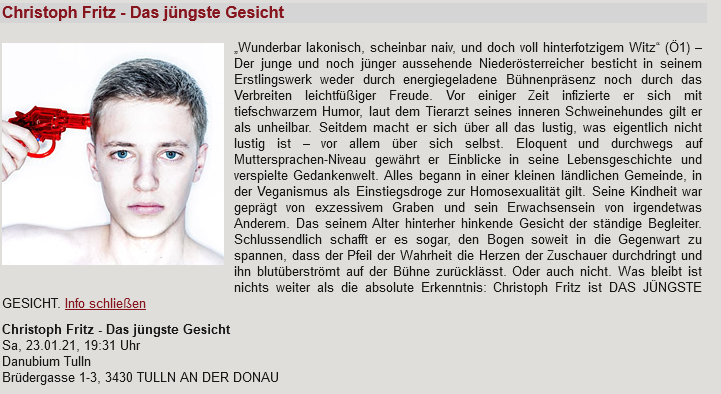 Christoph Fritz - Das jüngste Gesicht
„Wunderbar lakonisch, scheinbar naiv, und doch voll hinterfotzigem Witz“ (Ö1) –
Der junge und noch jünger aussehende Niederösterreicher besticht in seinem
Erstlingswerk weder durch energiegeladene Bühnenpräsenz noch durch das
Verbreiten leichtfüßiger Freude. Vor einiger Zeit infizierte er sich mit
tiefschwarzem Humor, laut dem Tierarzt seines inneren Schweinehundes gilt er
als unheilbar. Seitdem macht er sich über all das lustig, was eigentlich nicht
lustig ist – vor allem über sich selbst. Eloquent und durchwegs auf
Muttersprachen-Niveau gewährt er Einblicke in seine Lebensgeschichte und
verspielte Gedankenwelt. Alles begann in einer kleinen ländlichen Gemeinde, in
der Veganismus als Einstiegsdroge zur Homosexualität gilt. Seine Kindheit war
geprägt von exzessivem Graben und sein Erwachsensein von irgendetwas
Anderem. Das seinem Alter hinterher hinkende Gesicht der ständige Begleiter.
Schlussendlich schafft er es sogar, den Bogen soweit in die Gegenwart zu
spannen, dass der Pfeil der Wahrheit die Herzen der Zuschauer durchdringt und
ihn blutüberströmt auf der Bühne zurücklässt. Oder auch nicht. Was bleibt ist
nichts weiter als die absolute Erkenntnis: Christoph Fritz ist DAS JÜNGSTE
GESICHT. Info schließen
Christoph Fritz - Das jüngste Gesicht
Sa, 23.01.21, 19:31 Uhr
Danubium Tulln
Brüdergasse 1-3, 3430 TULLN AN DER DONAU